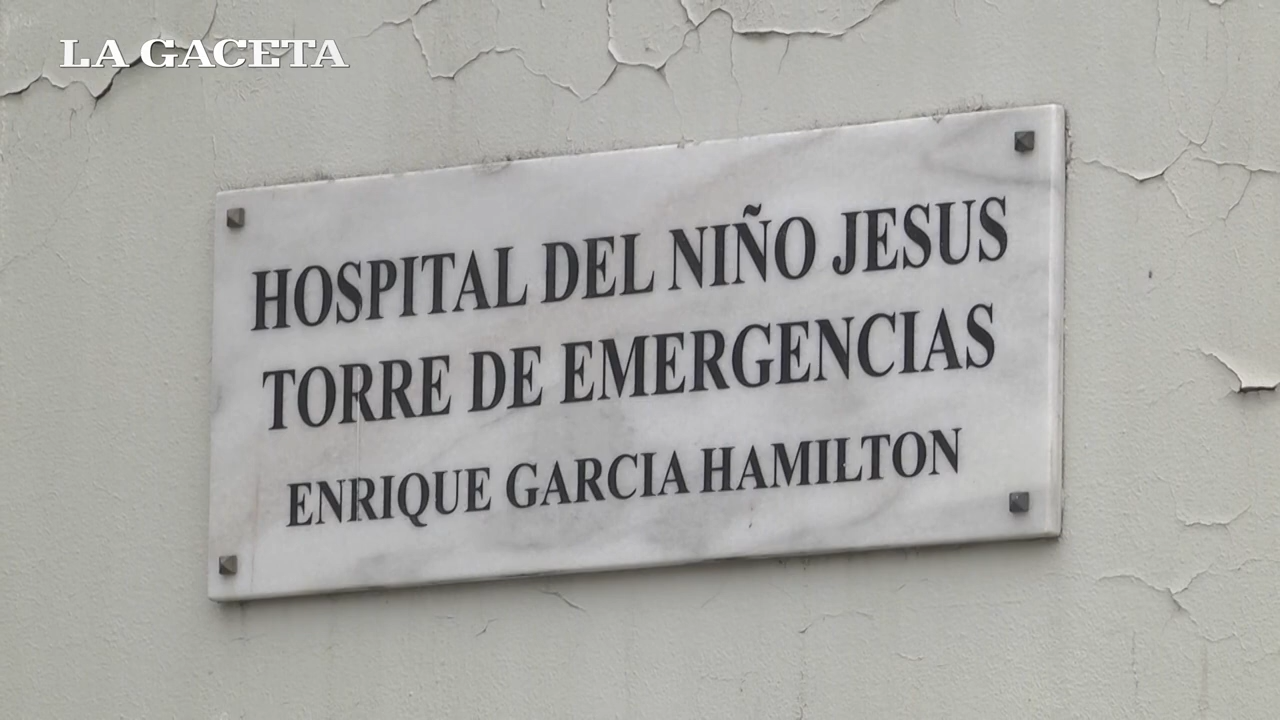 LA GACETA
HOSPITAL DEL NIÑO JESUS
TORRE DE EMERGENCIAS
ENRIQUE GARCIA HAMILTON